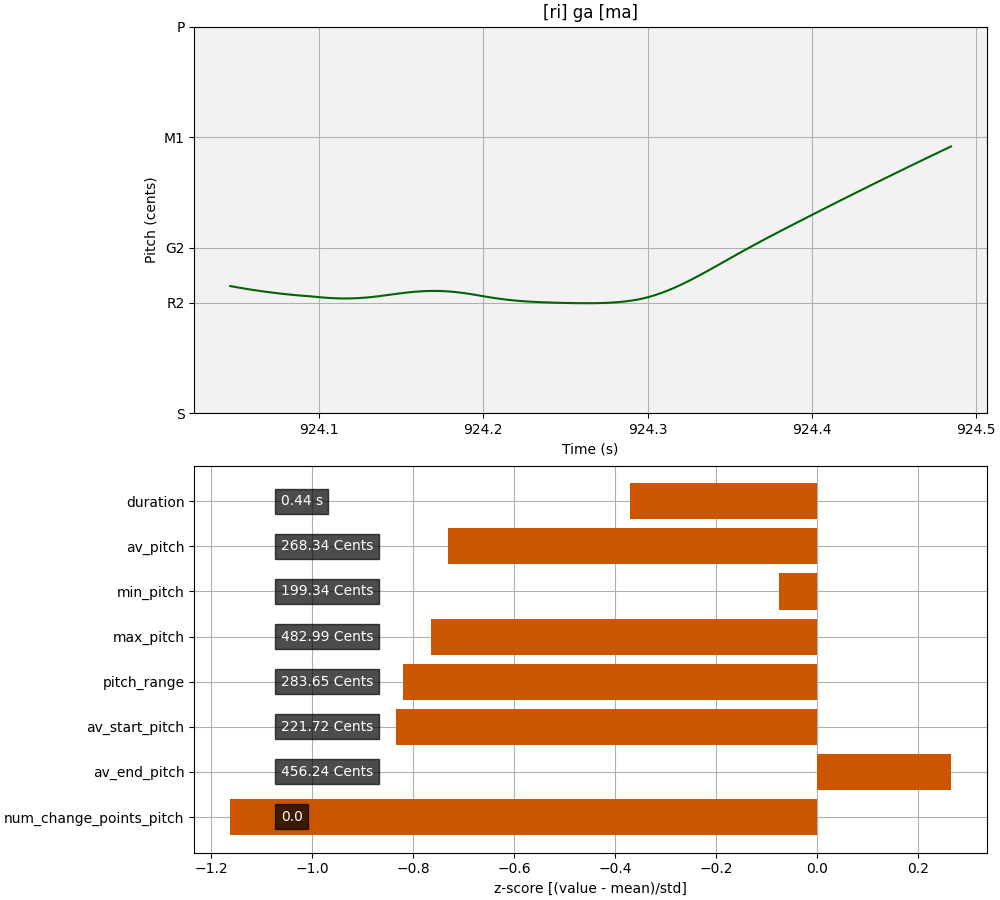 [ri] ga [ma]
P
M1
G2
R2
S
Pitch (cents)
924.1 924.2 924.3 924.4 924.5
Time (s)
duration 0.44 s
av_pitch 268.34 Cents
min_pitch 199.34 Cents
max_pitch 482.99 Cents
pitch_range 283.65 Cents
av_start_pitch 221.72 Cents
av_end_pitch 456.24 Cents
num_change_points_pitch 0.0
−1.2 −1.0 −0.8 −0.6 −0.4 −0.2 0.0 0.2
z-score [(value - mean)/std]